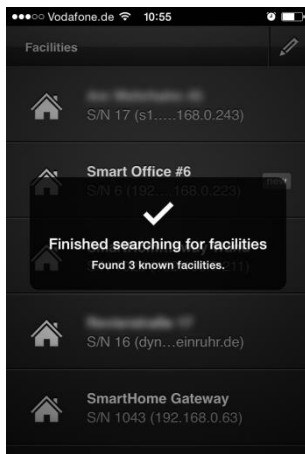 Vodafone.de 10:55
Facilities
S/N 17 (s1.....168.0.243)
Smart Office #6
new
S/N 6 (192....168.0.223)
Finished searching for facilities
Found 3 known facilities.
211)
S/N 16 (dyn...einruhr.de)
SmartHome Gateway
S/N 1043 (192.168.0.63)